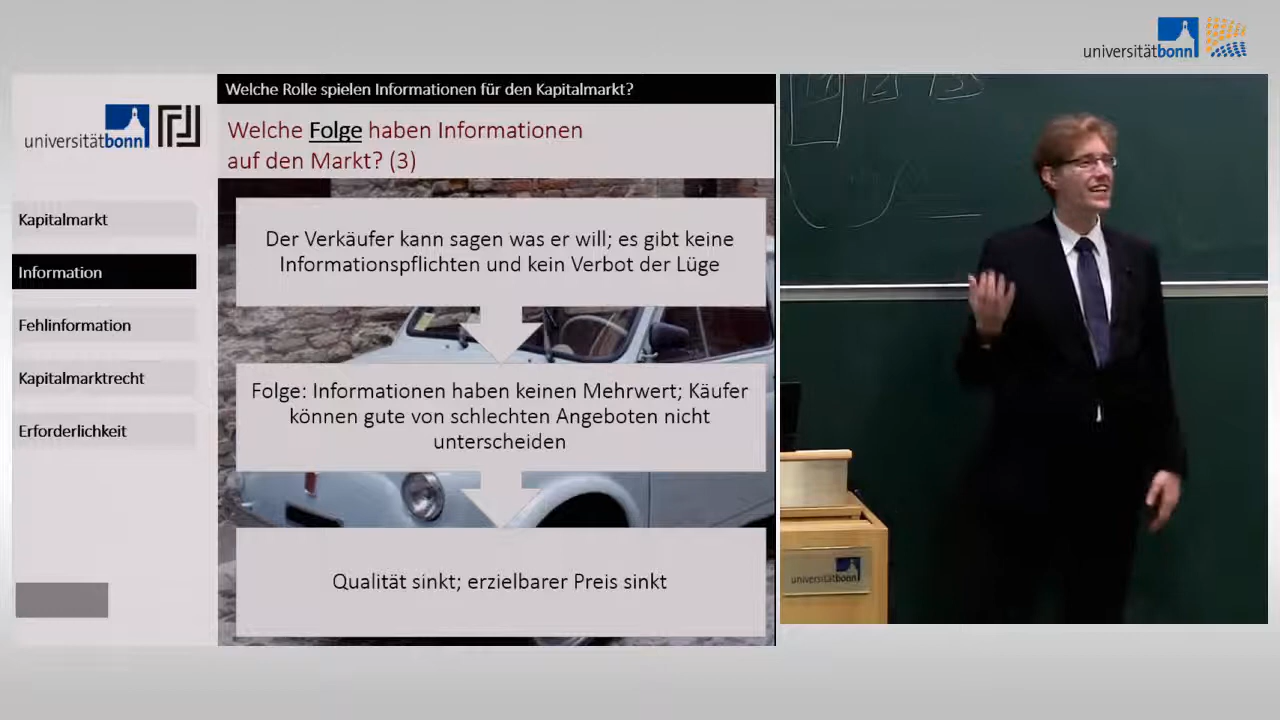 universitätbonn
Welche Rolle spielen Informationen für den Kapitalmarkt?
universitätbonn
Welche Folge haben Informationen
auf den Markt? (3)
Kapitalmarkt
Information
Fehlinformation
Kapitalmarktrecht
Erforderlichkeit
Der Verkäufer kann sagen was er will; es gibt keine
Informationspflichten und kein Verbot der Lüge
Folge: Informationen haben keinen Mehrwert; Käufer
können gute von schlechten Angeboten nicht
unterscheiden
Qualität sinkt; erzielbarer Preis sinkt
1 2 3
universitätbonn